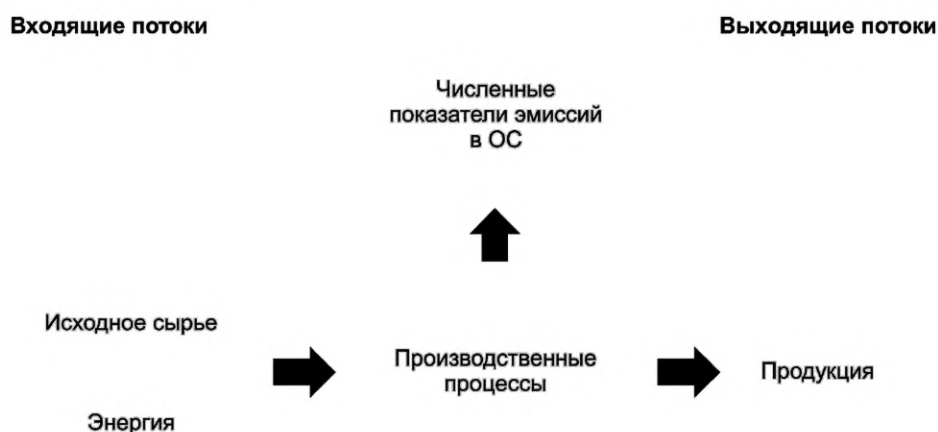 Входящие потоки
Выходящие потоки
Численные
показатели эмиссий
в ОС
Исходное сырье
Производственные
процессы
Продукция
Энергия